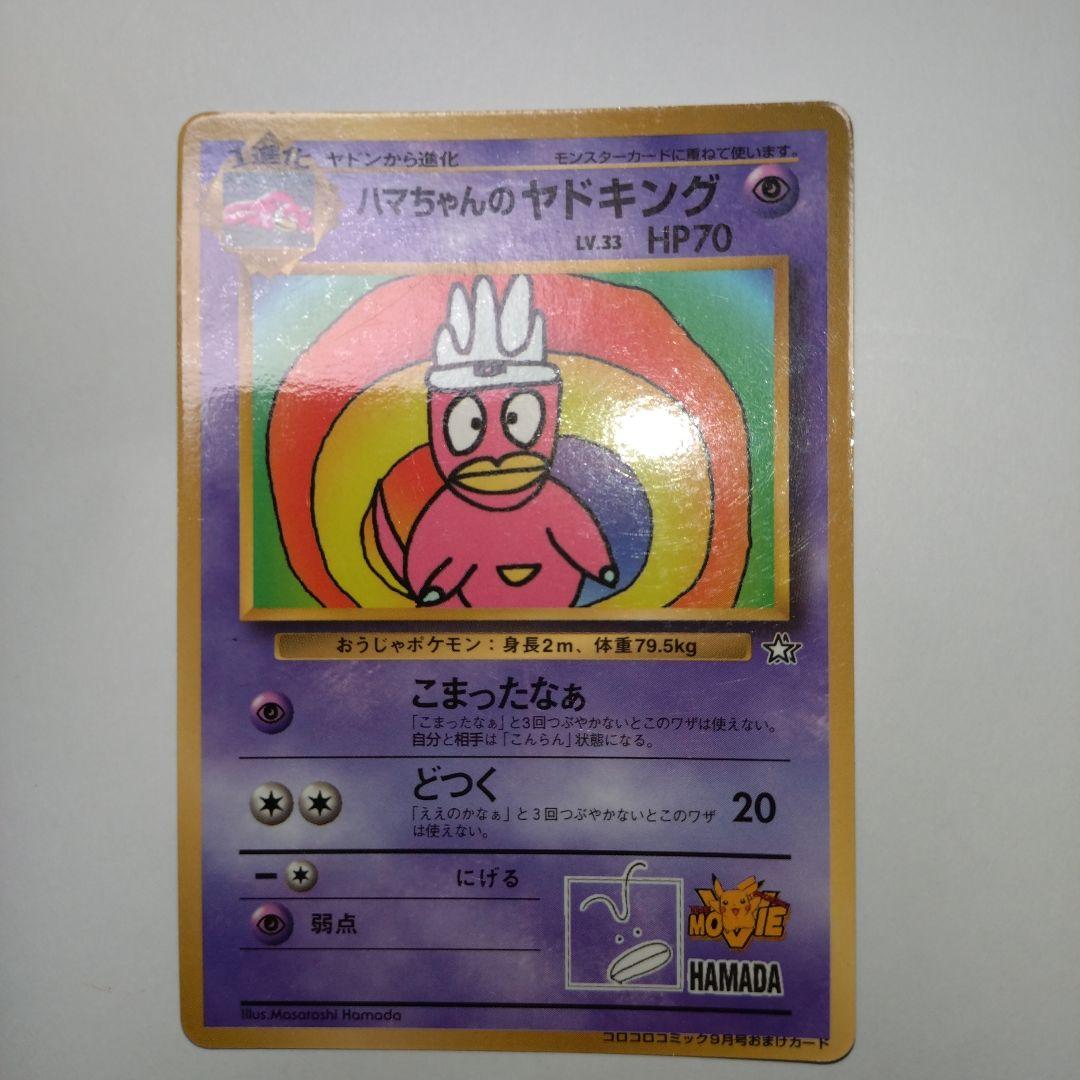 1進化 ヤドンから進化 モンスターカードに重ねて使います。
ハマちゃんのヤドキング
LV.33 HP70
おうじゃポケモン：身長2m、体重79.5kg
こまったなぁ
「こまったなぁ」と3回つぶやかないとこのワザは使えない。
自分と相手は「こんらん」状態になる。
どつく
「ええのかなぁ」と3回つぶやかないとこのワザ
は使えない。
20
にげる
弱点
MOVIE
HAMADA
Illus.Masatoshi Hamada
コロコロコミック9月号おまけカード